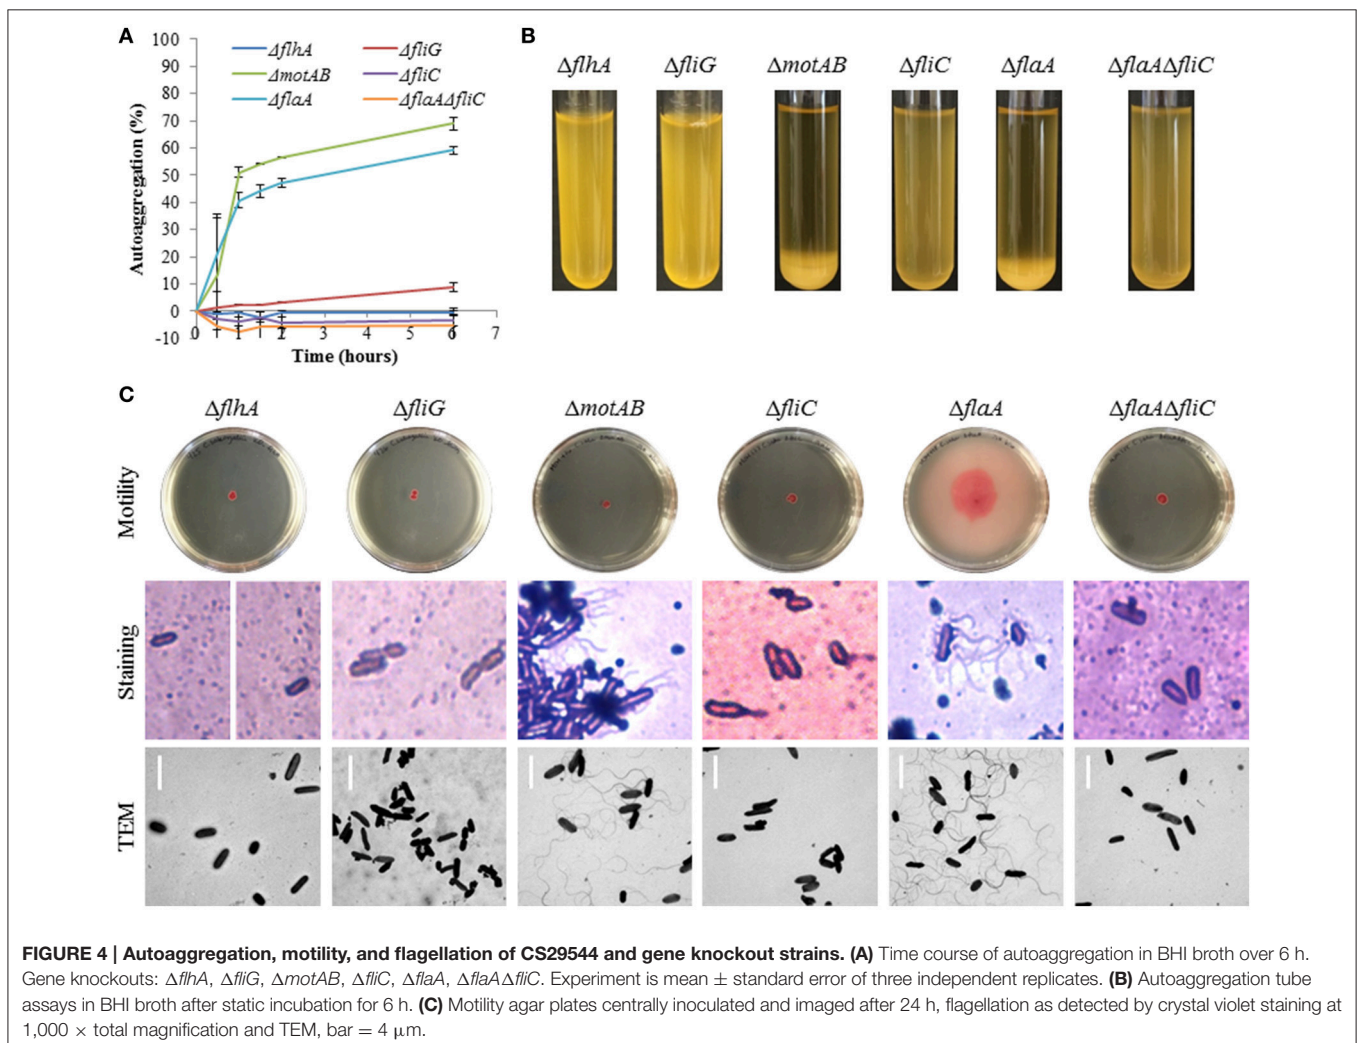 A
100
90
80
70
60
50
40
30
20
10
0
-10
Autoaggregation (%)
ΔflhA
ΔfliG
ΔmotAB
ΔfliC
ΔflaA
ΔflaAΔfliC
0 1 2 3 4 5 6 7
Time (hours)
B
ΔflhA ΔfliG ΔmotAB ΔfliC ΔflaA ΔflaAΔfliC
C
ΔflhA ΔfliG ΔmotAB ΔfliC ΔflaA ΔflaAΔfliC
Motility
Staining
TEM
FIGURE 4 | Autoaggregation, motility, and flagellation of CS29544 and gene knockout strains. (A) Time course of autoaggregation in BHI broth over 6 h.
Gene knockouts: ΔflhA, ΔfliG, ΔmotAB, ΔfliC, ΔflaA, ΔflaAΔfliC. Experiment is mean ± standard error of three independent replicates. (B) Autoaggregation tube
assays in BHI broth after static incubation for 6 h. (C) Motility agar plates centrally inoculated and imaged after 24 h, flagellation as detected by crystal violet staining at
1,000 × total magnification and TEM, bar = 4 μm.